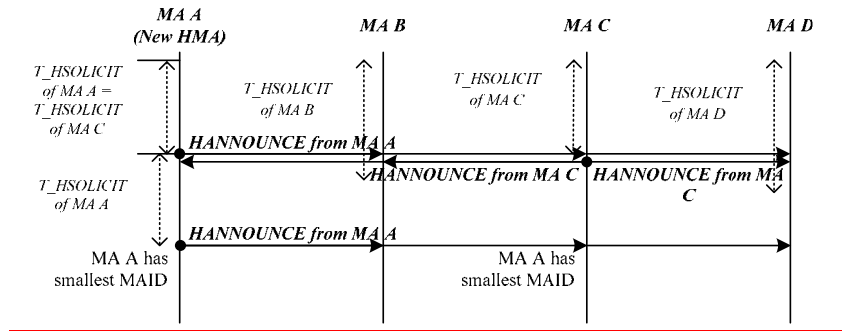 MA A
(New HMA)
MA B
MA C
MA D
T_HSOLICIT
of MA A =
T_HSOLICIT
of MA C
T_HSOLICIT
of MA B
T_HSOLICIT
of MA C
T_HSOLICIT
of MA D
HANNOUNCE from MA A
HANNOUNCE from MA C
HANNOUNCE from MA
C
T_HSOLICIT
of MA A
HANNOUNCE from MA A
MA A has
smallest MAID
MA A has
smallest MAID